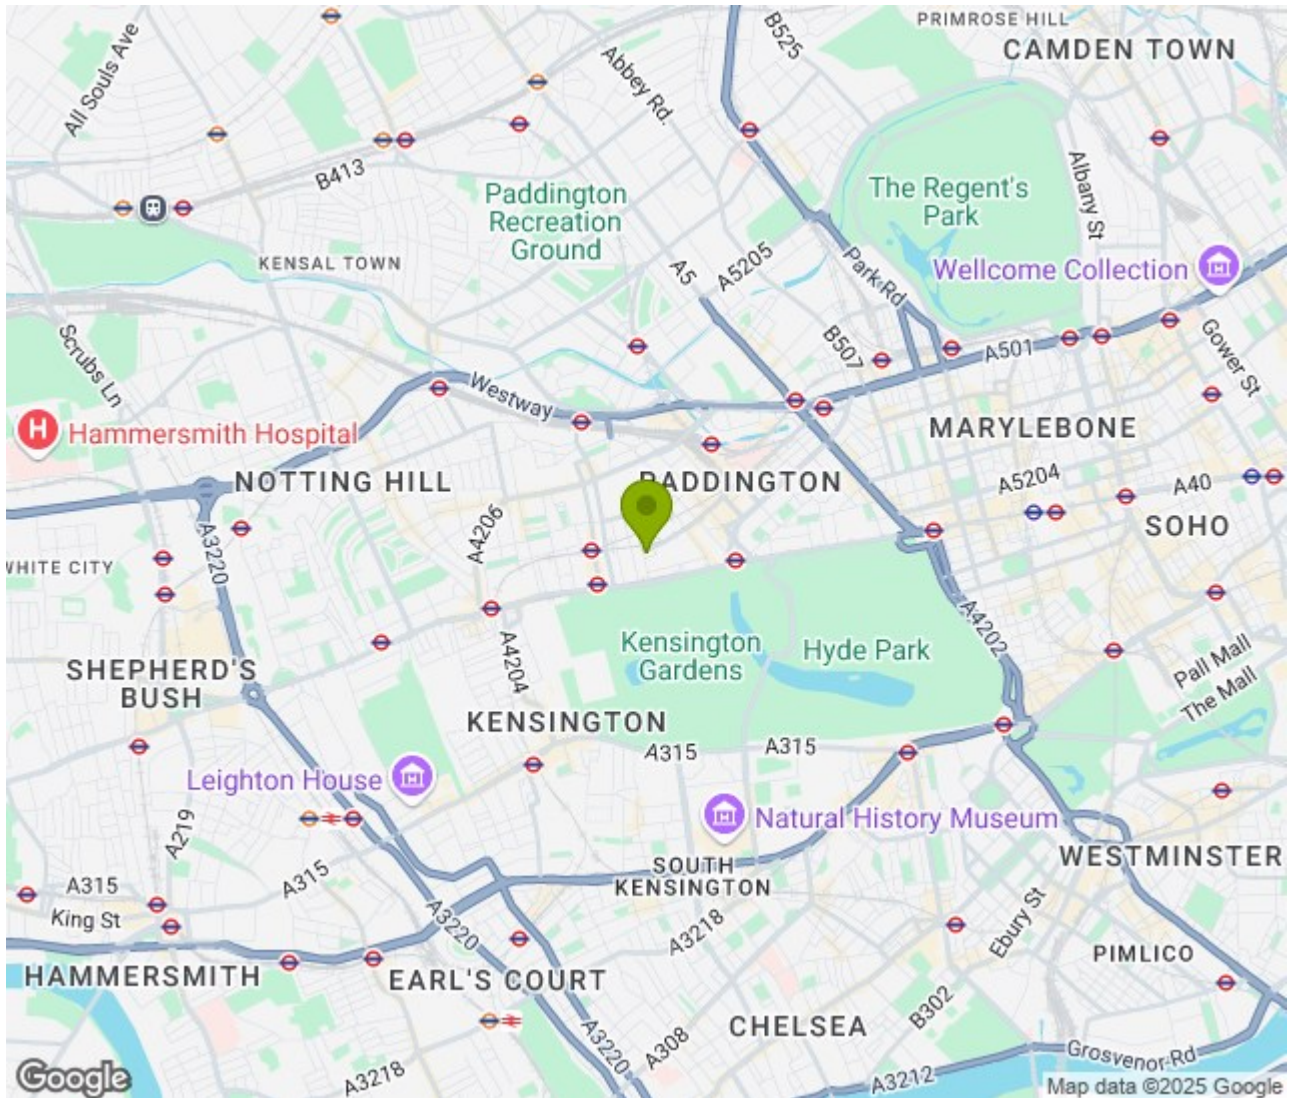 PRIMROSE HILL
CAMDEN TOWN
B525
All Souls Ave
Abbey Rd.
B413
Albany St
Paddington
Recreation
Ground
The Regent's
Park
KENSAL TOWN
A5
A5205
Park Rd
Wellcome Collection
Scrubs Ln
B507
A501
Gower St
Westway
H
Hammersmith Hospital
MARYLEBONE
NOTTING HILL
PADDINGTON
A5204
A40
A4206
SOHO
A3220
WHITE CITY
A4202
Kensington
Gardens
Hyde Park
A4204
Pall Mall
The Mall
SHEPHERD'S
BUSH
KENSINGTON
A315
A315
Leighton House
Natural History Museum
A219
WESTMINSTER
SOUTH
KENSINGTON
A315
A315
King St
A3220
A3218
Ebury St
PIMLICO
HAMMERSMITH
EARL'S COURT
B302
CHELSEA
A3220
A308
Grosvenor Rd
Google
A3218
A3212
Map data ©2025 Google